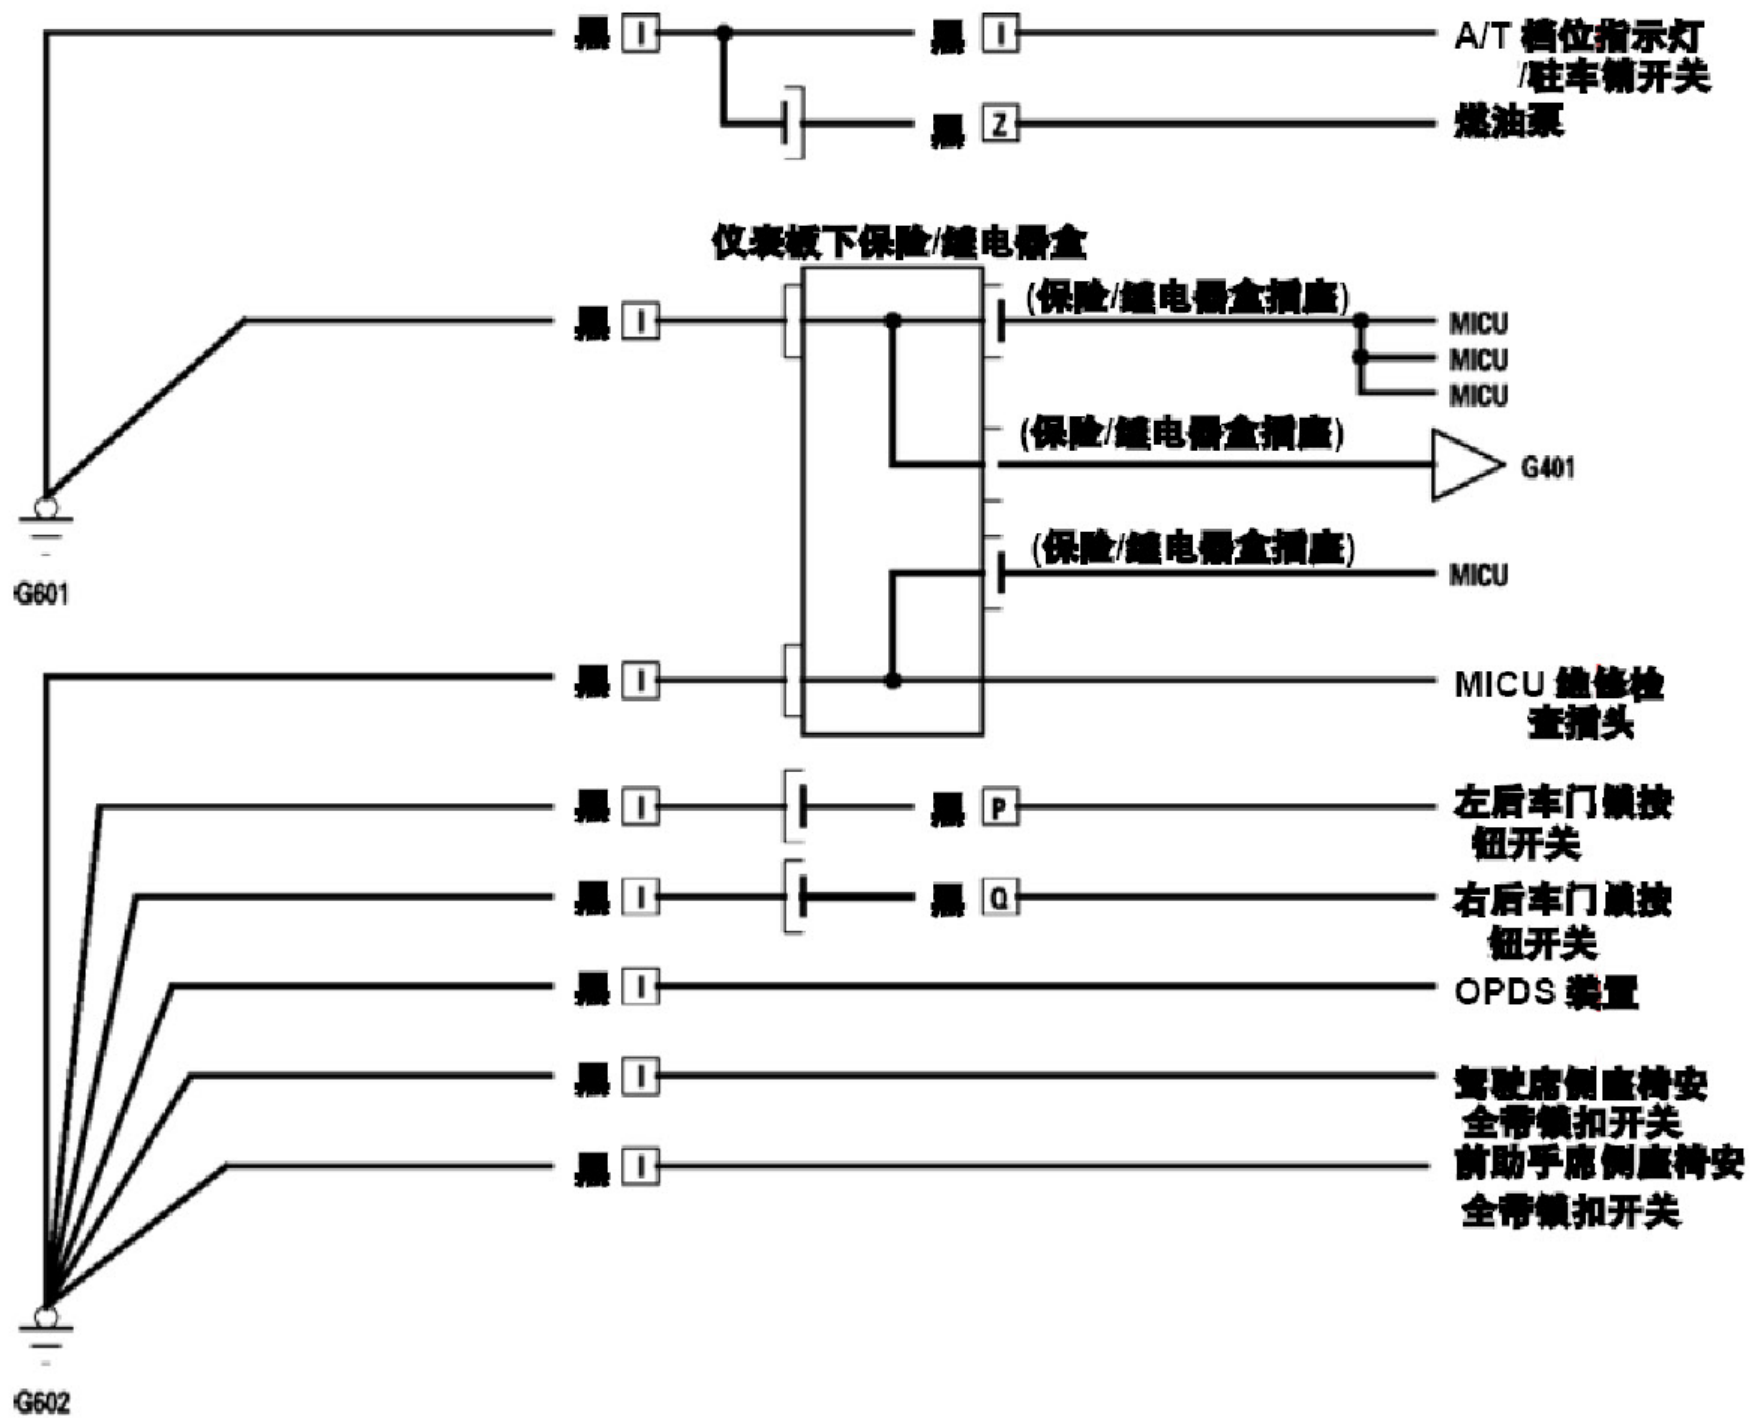 黑 I 黑 I A/T 档位指示灯
/驻车销开关
黑 Z 燃油泵
仪表板下保险/继电器盒
(保险/继电器盒插座)
黑 I MICU
MICU
MICU
(保险/继电器盒插座)
G401
(保险/继电器盒插座)
MICU
G601
黑 I MICU 维修检
查插头
黑 I 黑 P 左后车门锁按
钮开关
黑 I 黑 Q 右后车门锁按
钮开关
黑 I OPDS 装置
黑 I 驾驶席侧座椅安
全带锁扣开关
黑 I 前助手席侧座椅安
全带锁扣开关
G602